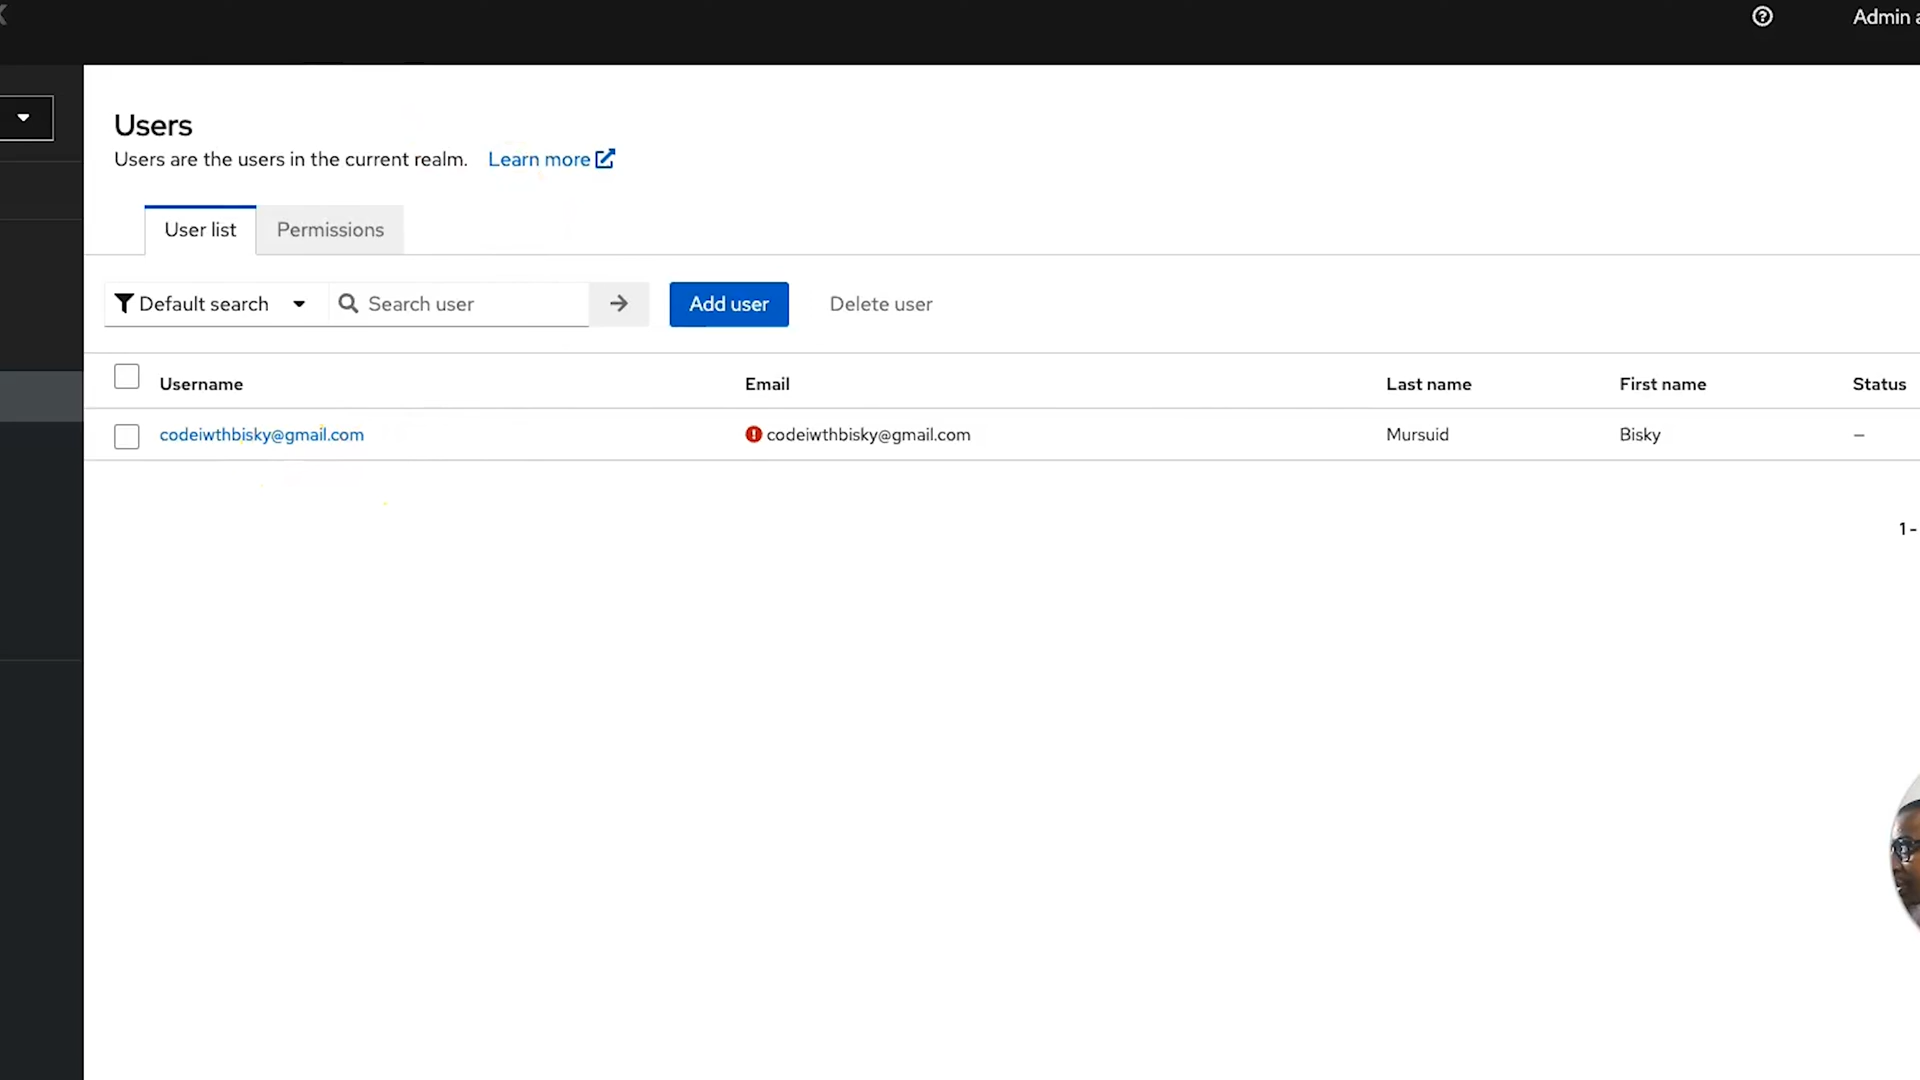 Admin
Users
Users are the users in the current realm. Learn more
User list Permissions
Default search Search user Add user Delete user
Username Email Last name First name Status
codeiwthbisky@gmail.com codeiwthbisky@gmail.com Mursuid Bisky –
1 -